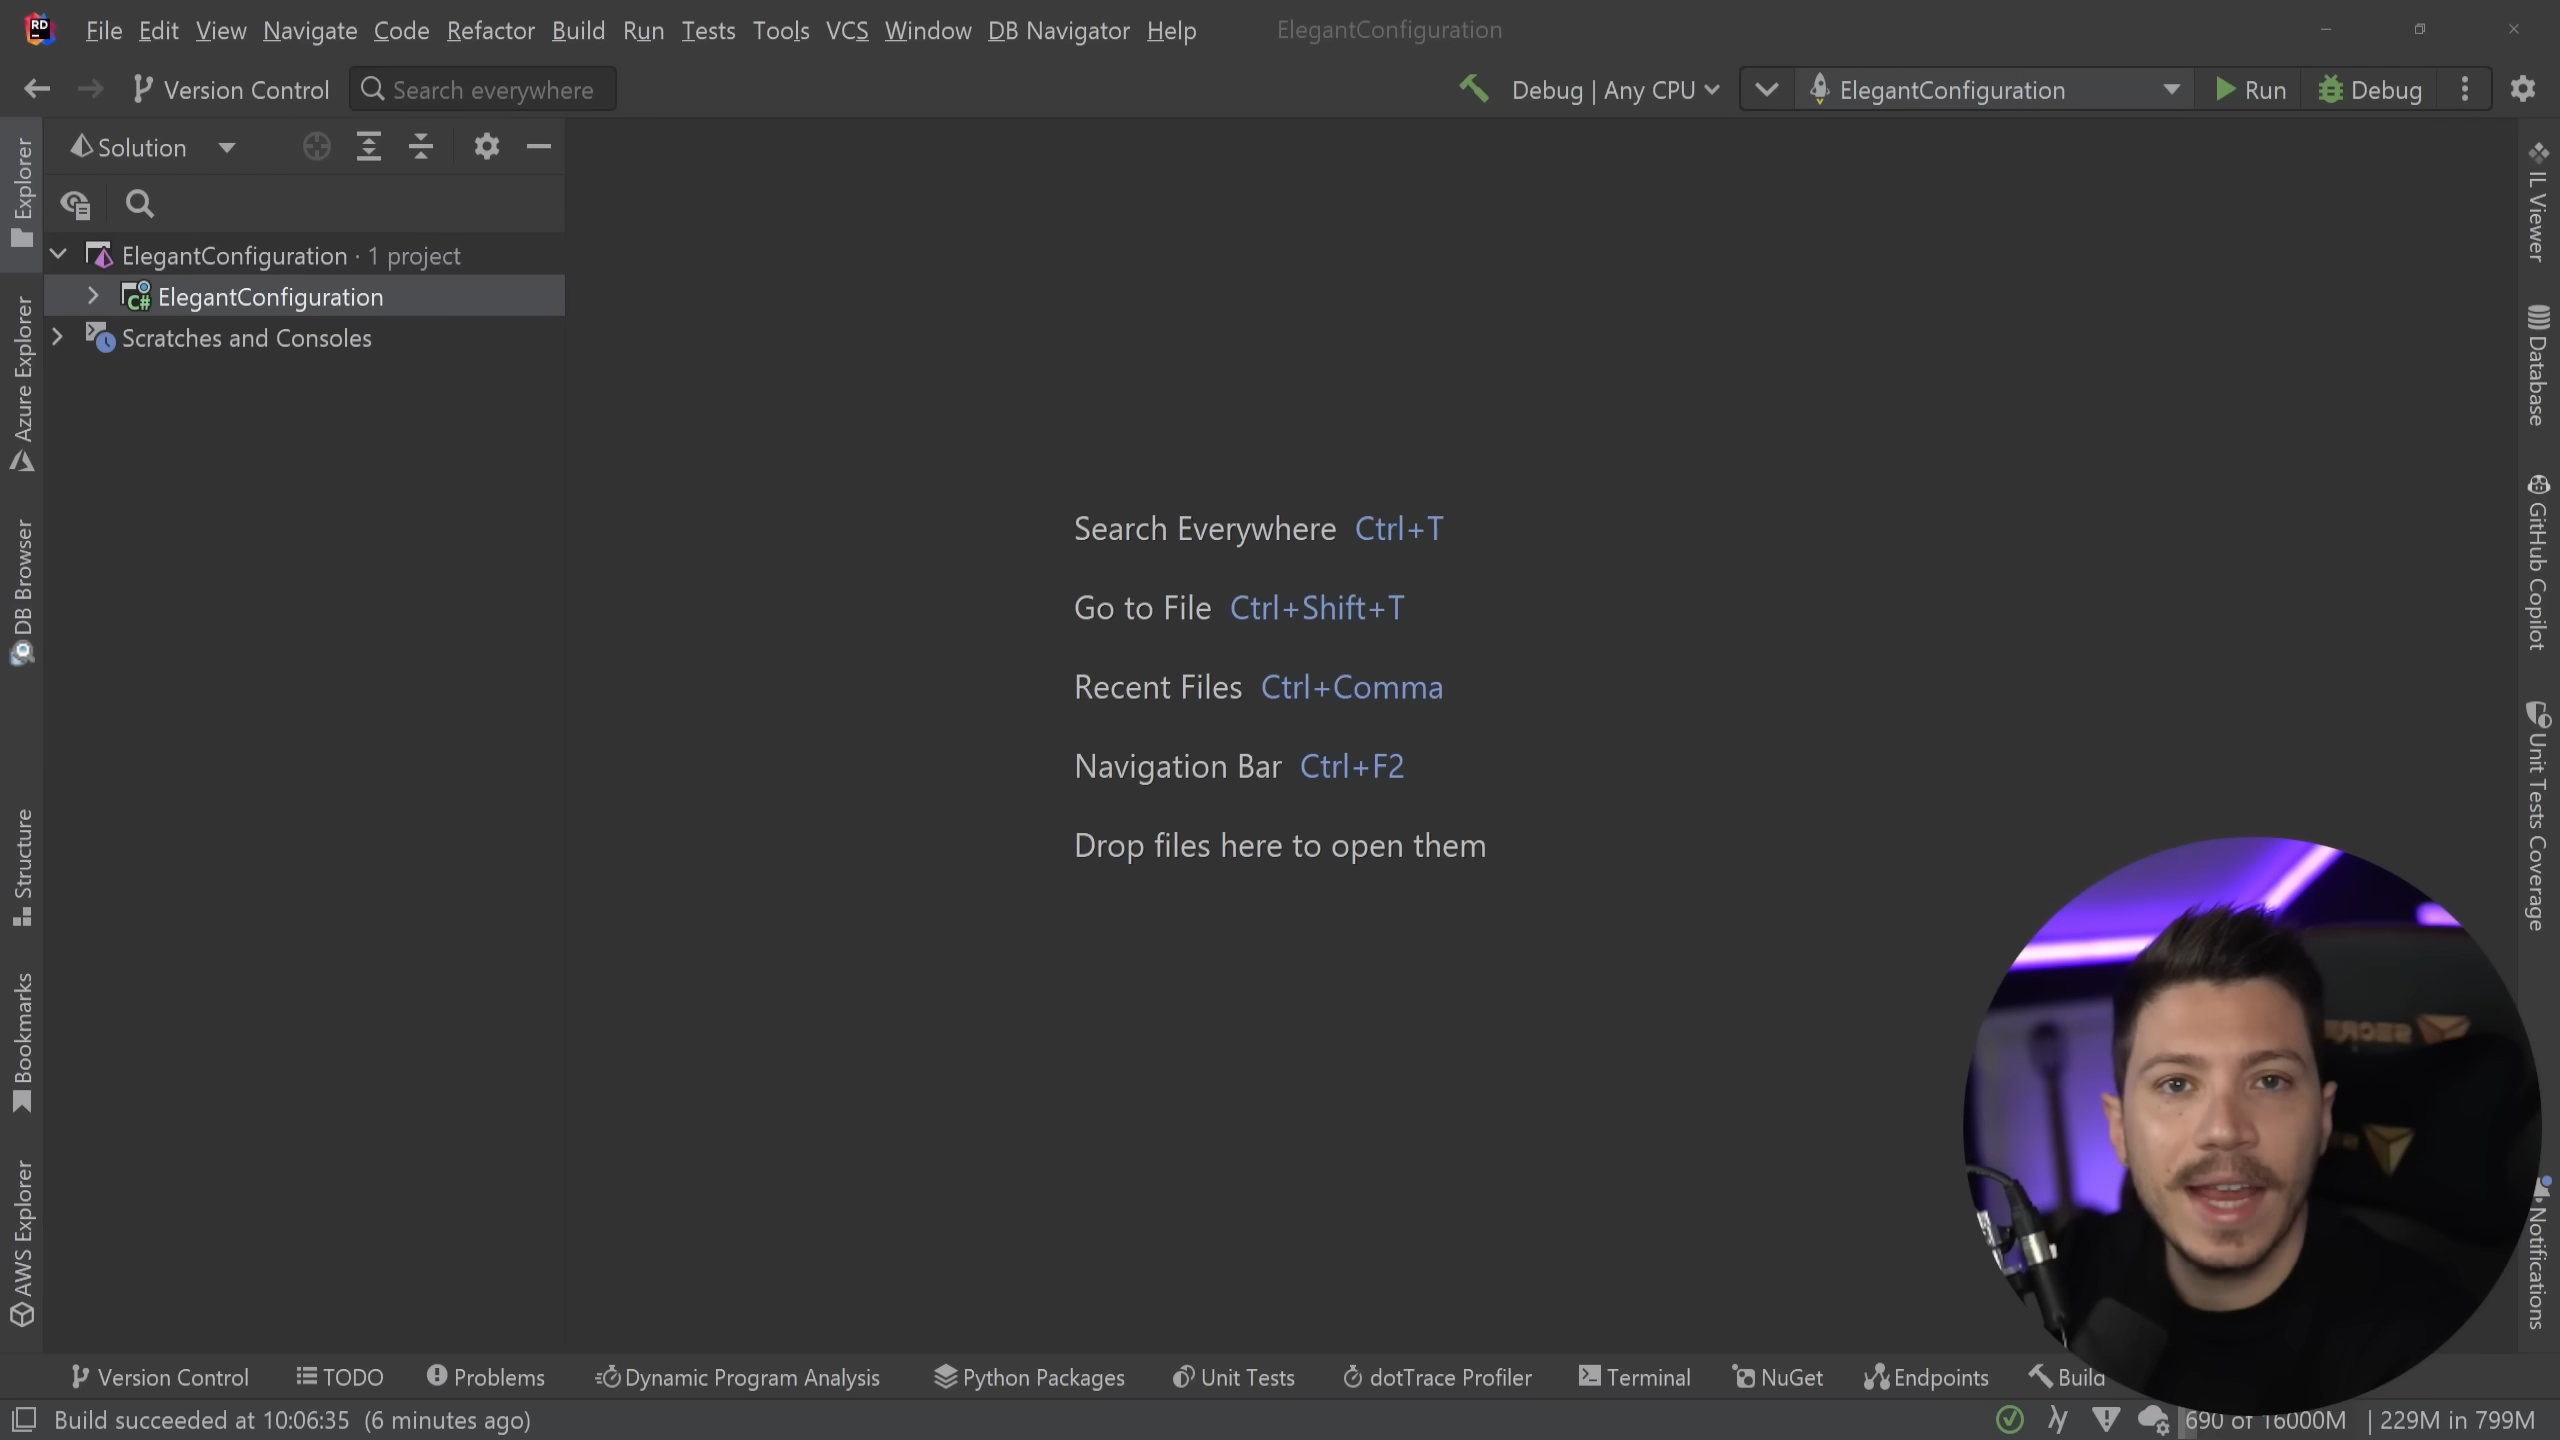 RD
File Edit View Navigate Code Refactor Build Run Tests Tools VCS Window DB Navigator Help
ElegantConfiguration
Version Control
Search everywhere
Debug | Any CPU
ElegantConfiguration
Run
Debug
Solution
ElegantConfiguration · 1 project
C# ElegantConfiguration
Scratches and Consoles
Explorer
Azure Explorer
DB Browser
Structure
Bookmarks
AWS Explorer
Search Everywhere Ctrl+T
Go to File Ctrl+Shift+T
Recent Files Ctrl+Comma
Navigation Bar Ctrl+F2
Drop files here to open them
IL Viewer
Database
GitHub Copilot
Unit Tests Coverage
Notifications
Version Control
TODO
Problems
Dynamic Program Analysis
Python Packages
Unit Tests
dotTrace Profiler
Terminal
NuGet
Endpoints
Build
Build succeeded at 10:06:35 (6 minutes ago)
690 of 16000M
| 229M in 799M